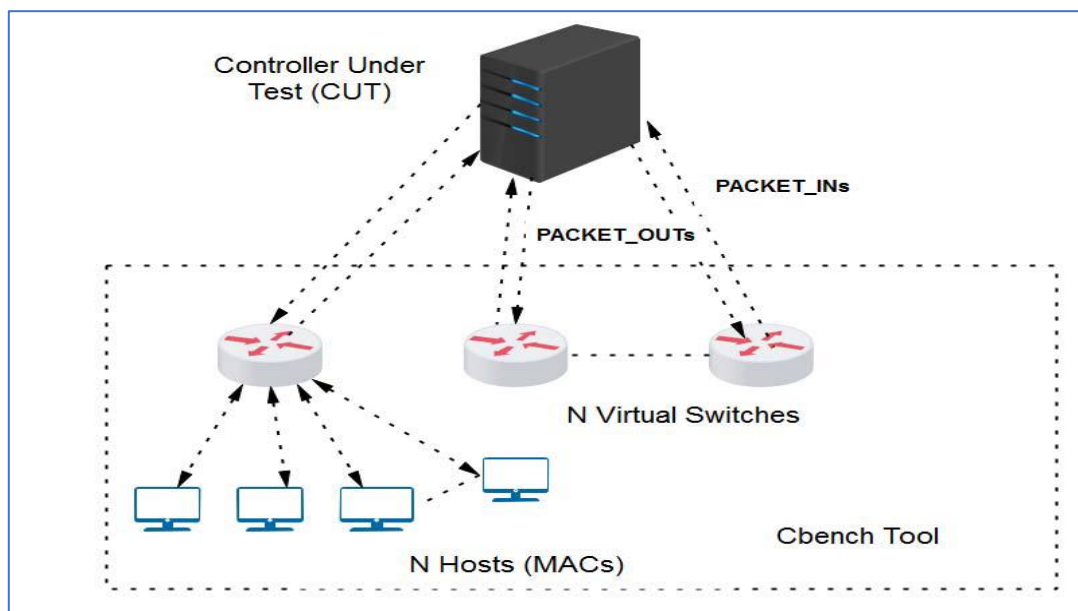 Controller Under
Test (CUT)
PACKET_INs
PACKET_OUTs
N Virtual Switches
Cbench Tool
N Hosts (MACs)